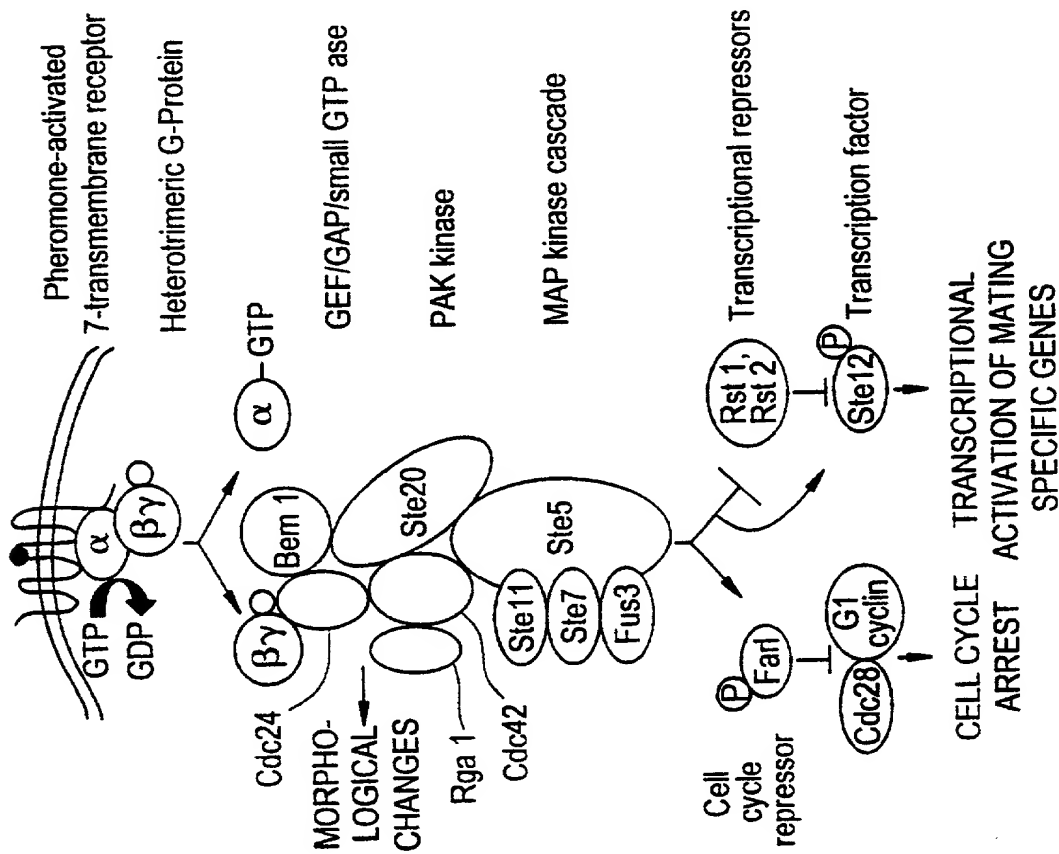 Pheromone-activated
7-transmembrane receptor
Heterotrimeric G-Protein
GEF/GAP/small GTP ase
PAK kinase
MAP kinase cascade
Transcriptional repressors
Transcription factor
GTP
GDP
α
βγ
α
GTP
βγ
Bem 1
Cdc24
Ste20
MORPHO-
LOGICAL
CHANGES
Rga 1
Cdc42
Ste5
Ste11
Ste7
Fus3
Rst 1,
Rst 2
P
Ste12
Cell
cycle
repressor
P
Farl
Cdc28
G1
cyclin
CELL CYCLE
ARREST
TRANSCRIPTIONAL
ACTIVATION OF MATING
SPECIFIC GENES